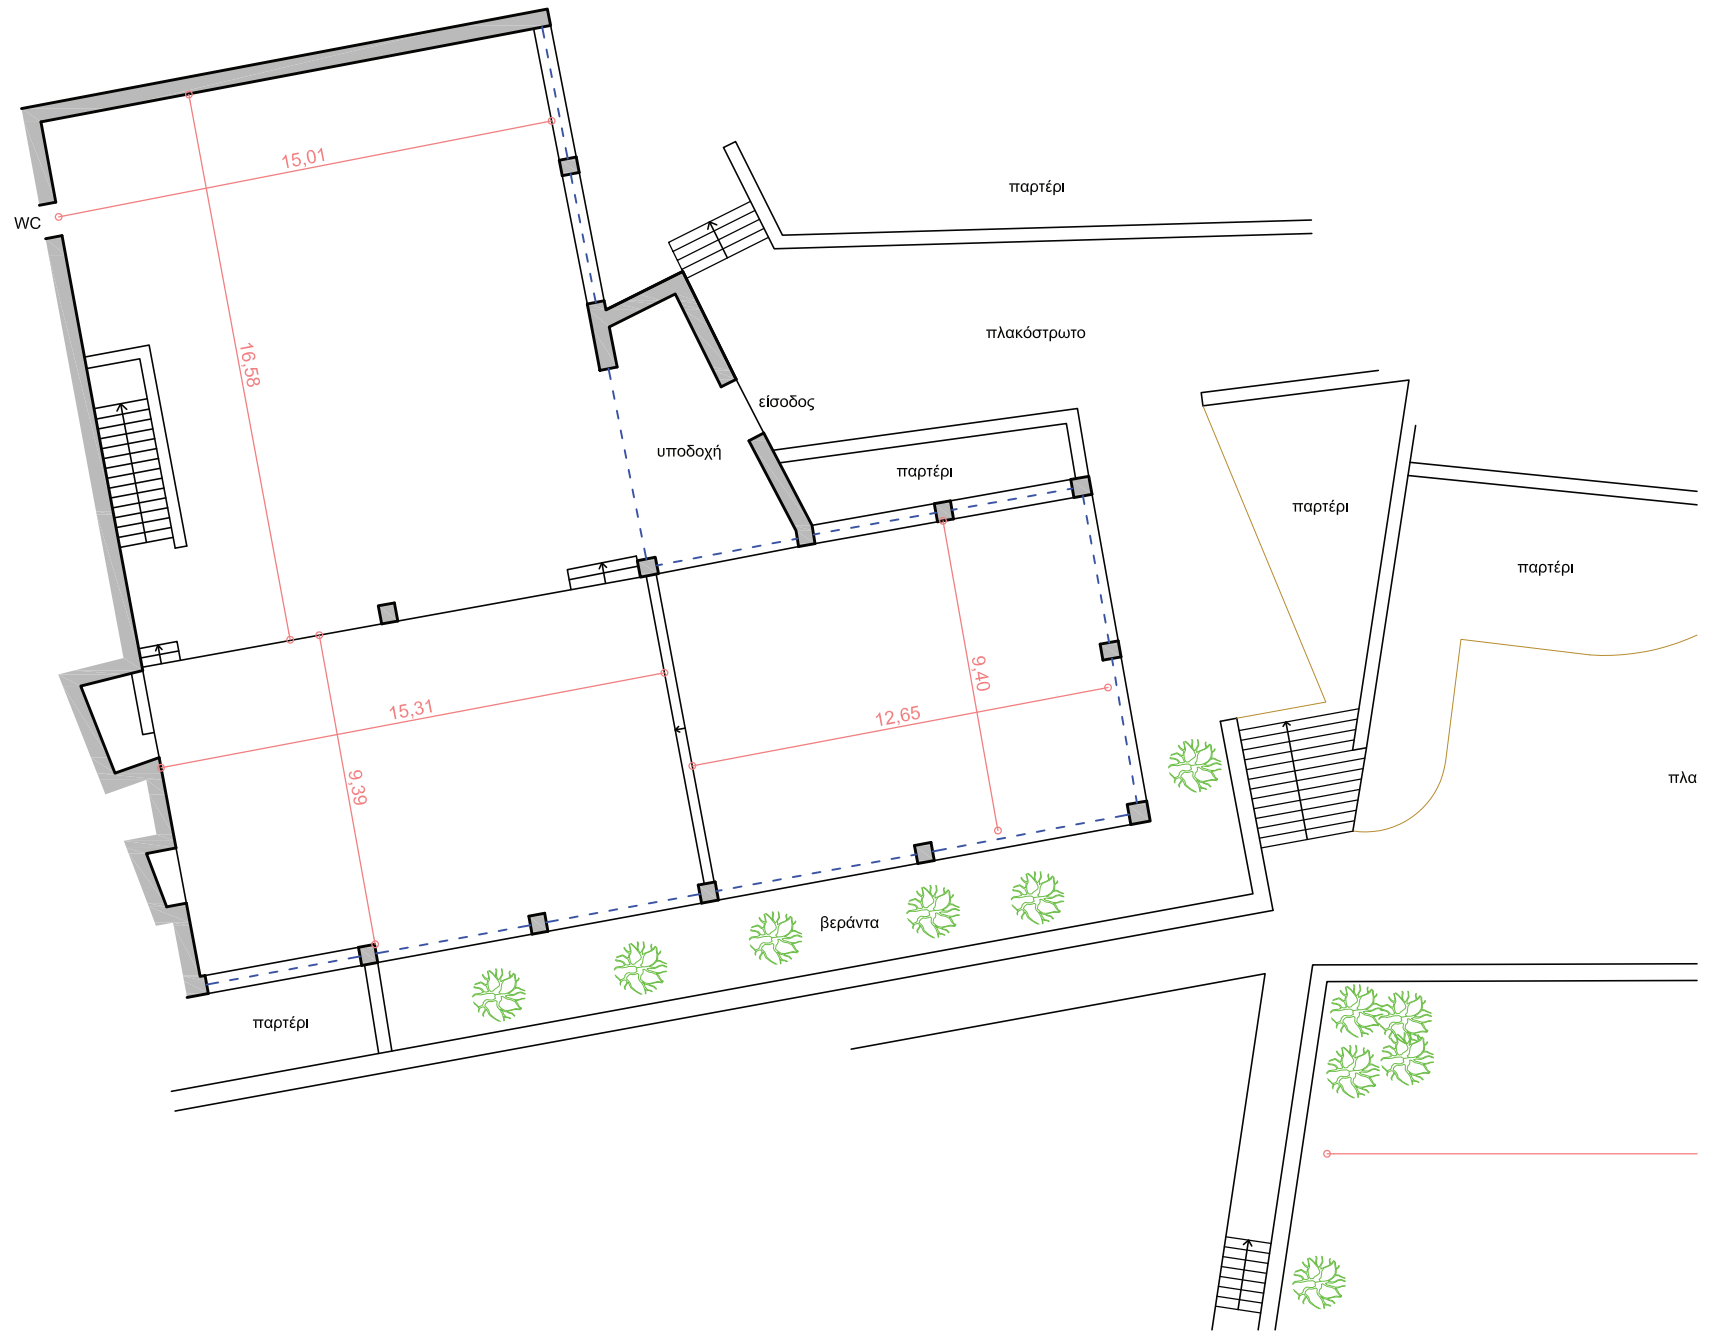 15,01
παρτέρι
WC
πλακόστρωτο
16,58
είσοδος
υποδοχή
παρτέρι
παρτέρι
παρτέρι
9,40
15,31
12,65
πλα
9,39
βεράντα
παρτέρι